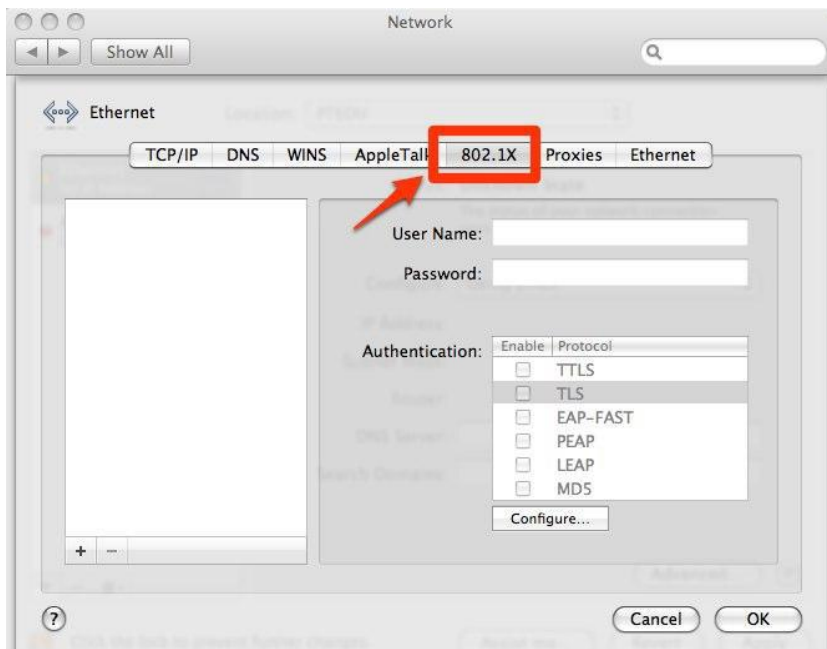 Network
Show All
Ethernet
TCP/IP DNS WINS AppleTalk 802.1X Proxies Ethernet
User Name:
Password:
Authentication:
Enable Protocol
TTLS
TLS
EAP-FAST
PEAP
LEAP
MD5
Configure...
+ −
? Cancel OK